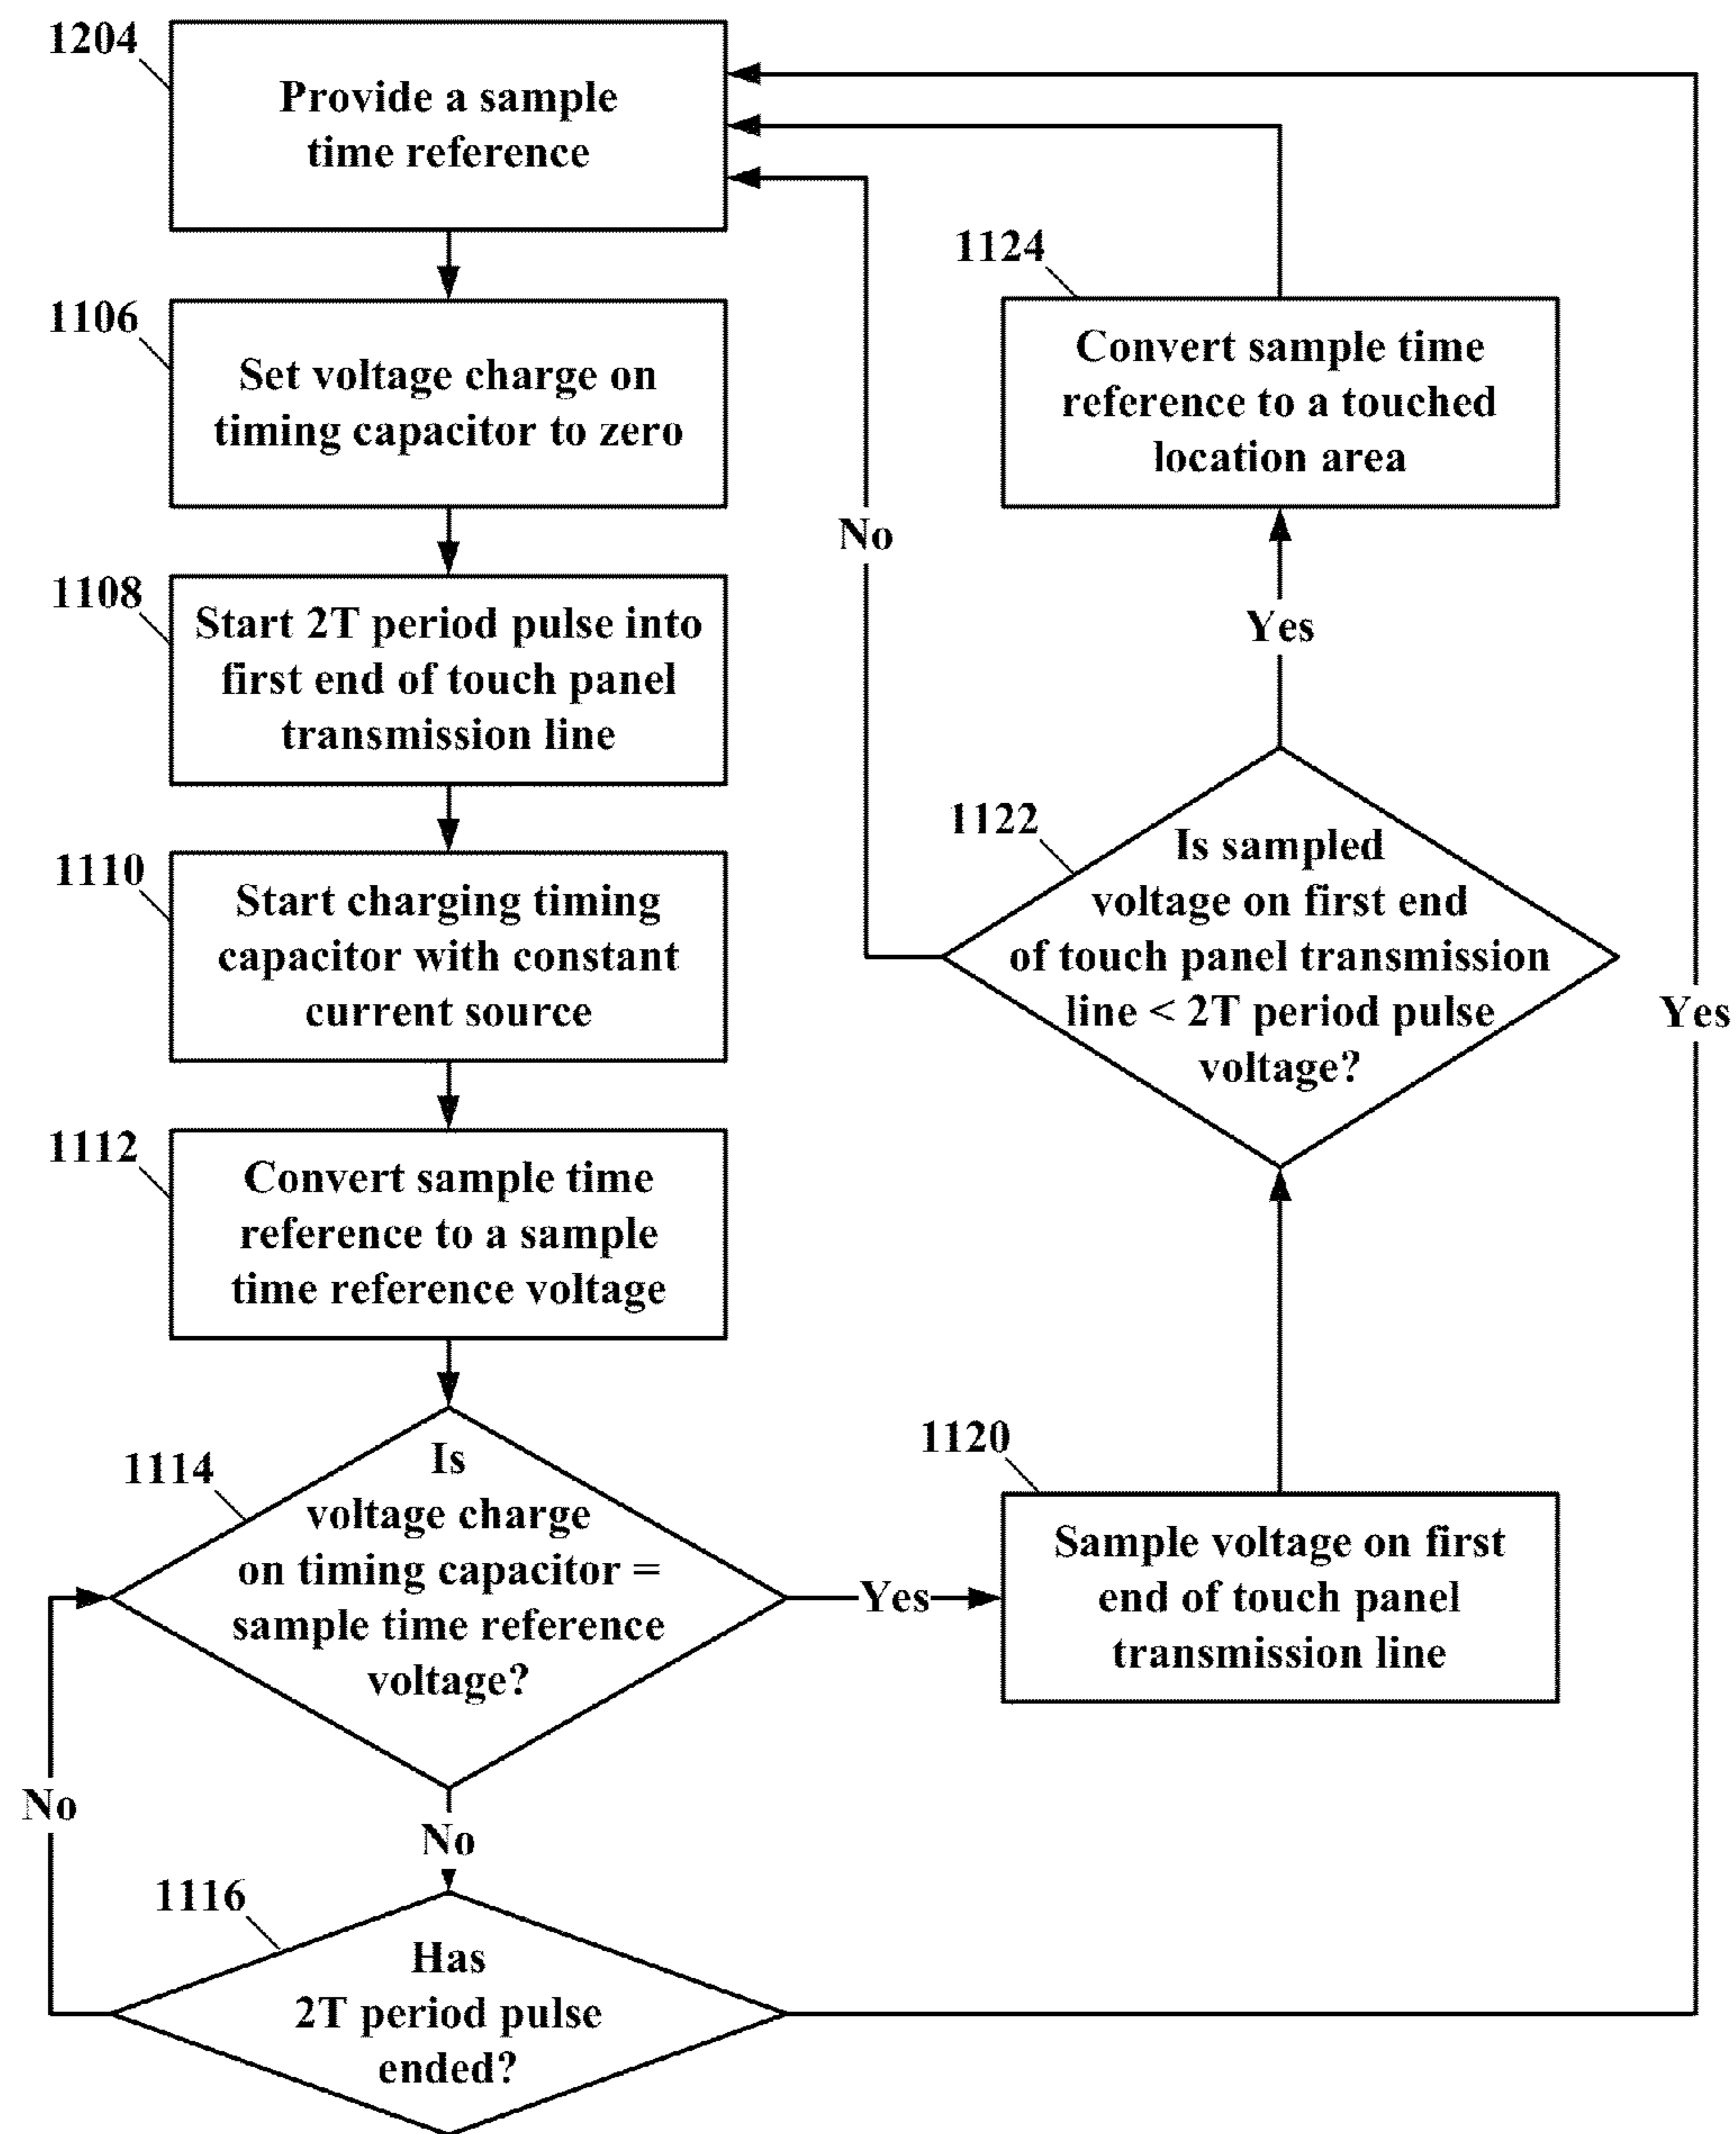 1204
Provide a sample
time reference
1106
Set voltage charge on
timing capacitor to zero
1108
Start 2T period pulse into
first end of touch panel
transmission line
1110
Start charging timing
capacitor with constant
current source
1112
Convert sample time
reference to a sample
time reference voltage
1114
Is
voltage charge
on timing capacitor =
sample time reference
voltage?
No
No
Yes
1116
Has
2T period pulse
ended?
1120
Sample voltage on first
end of touch panel
transmission line
1122
Is sampled
voltage on first end
of touch panel transmission
line < 2T period pulse
voltage?
No
Yes
1124
Convert sample time
reference to a touched
location area
Yes